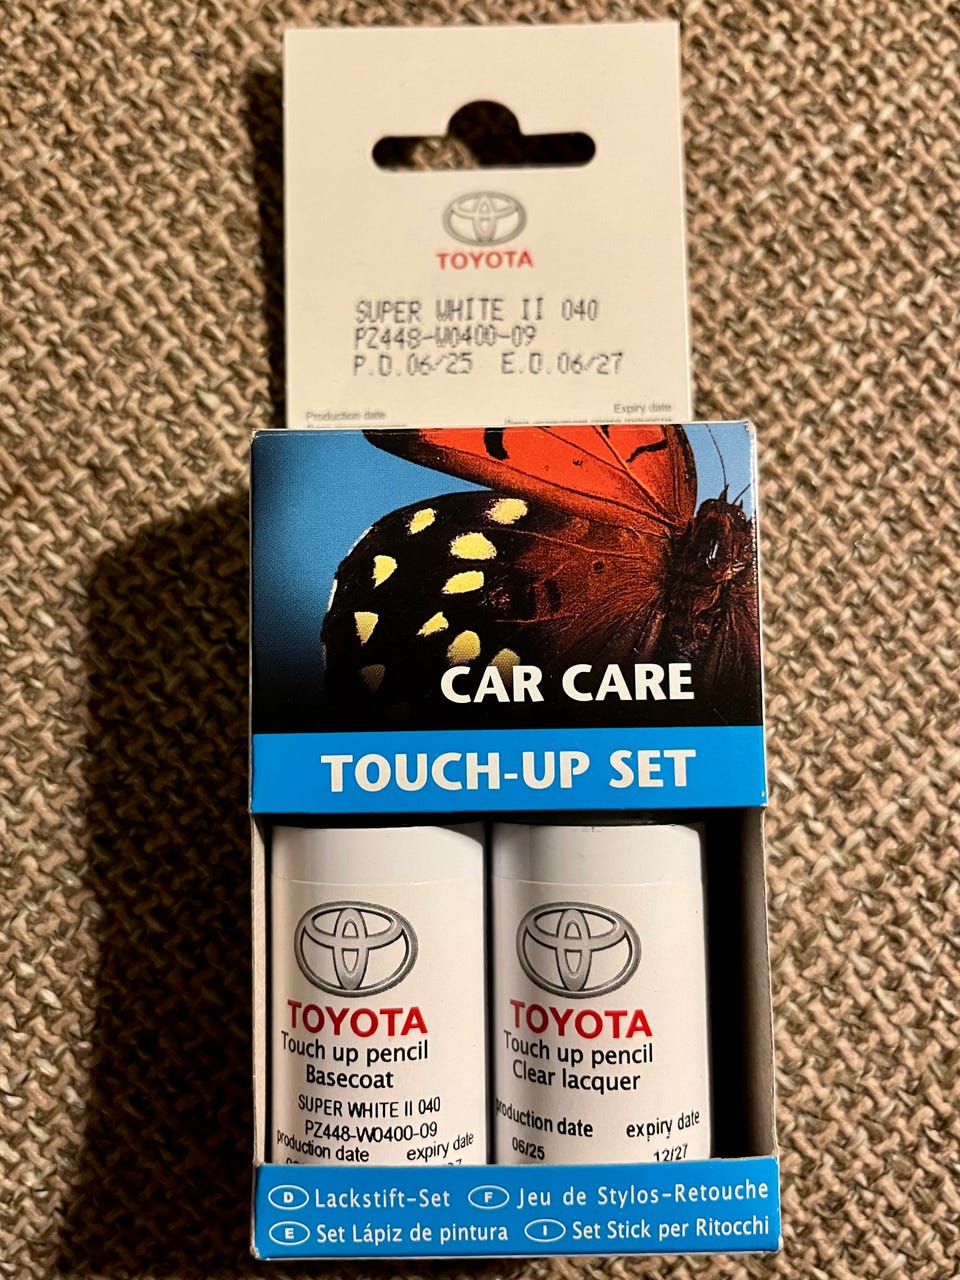 TOYOTA
SUPER WHITE II 040
PZ448-W0400-09
P.D.06/25 E.D.06/27
Production date
Expiry date
CAR CARE
TOUCH-UP SET
TOYOTA
Touch up pencil
Basecoat
SUPER WHITE II 040
PZ448-W0400-09
production date expiry date
TOYOTA
Touch up pencil
Clear lacquer
production date expiry date
06/25 12/27
D Lackstift-Set F Jeu de Stylos-Retouche
E Set Lápiz de pintura I Set Stick per Ritocchi